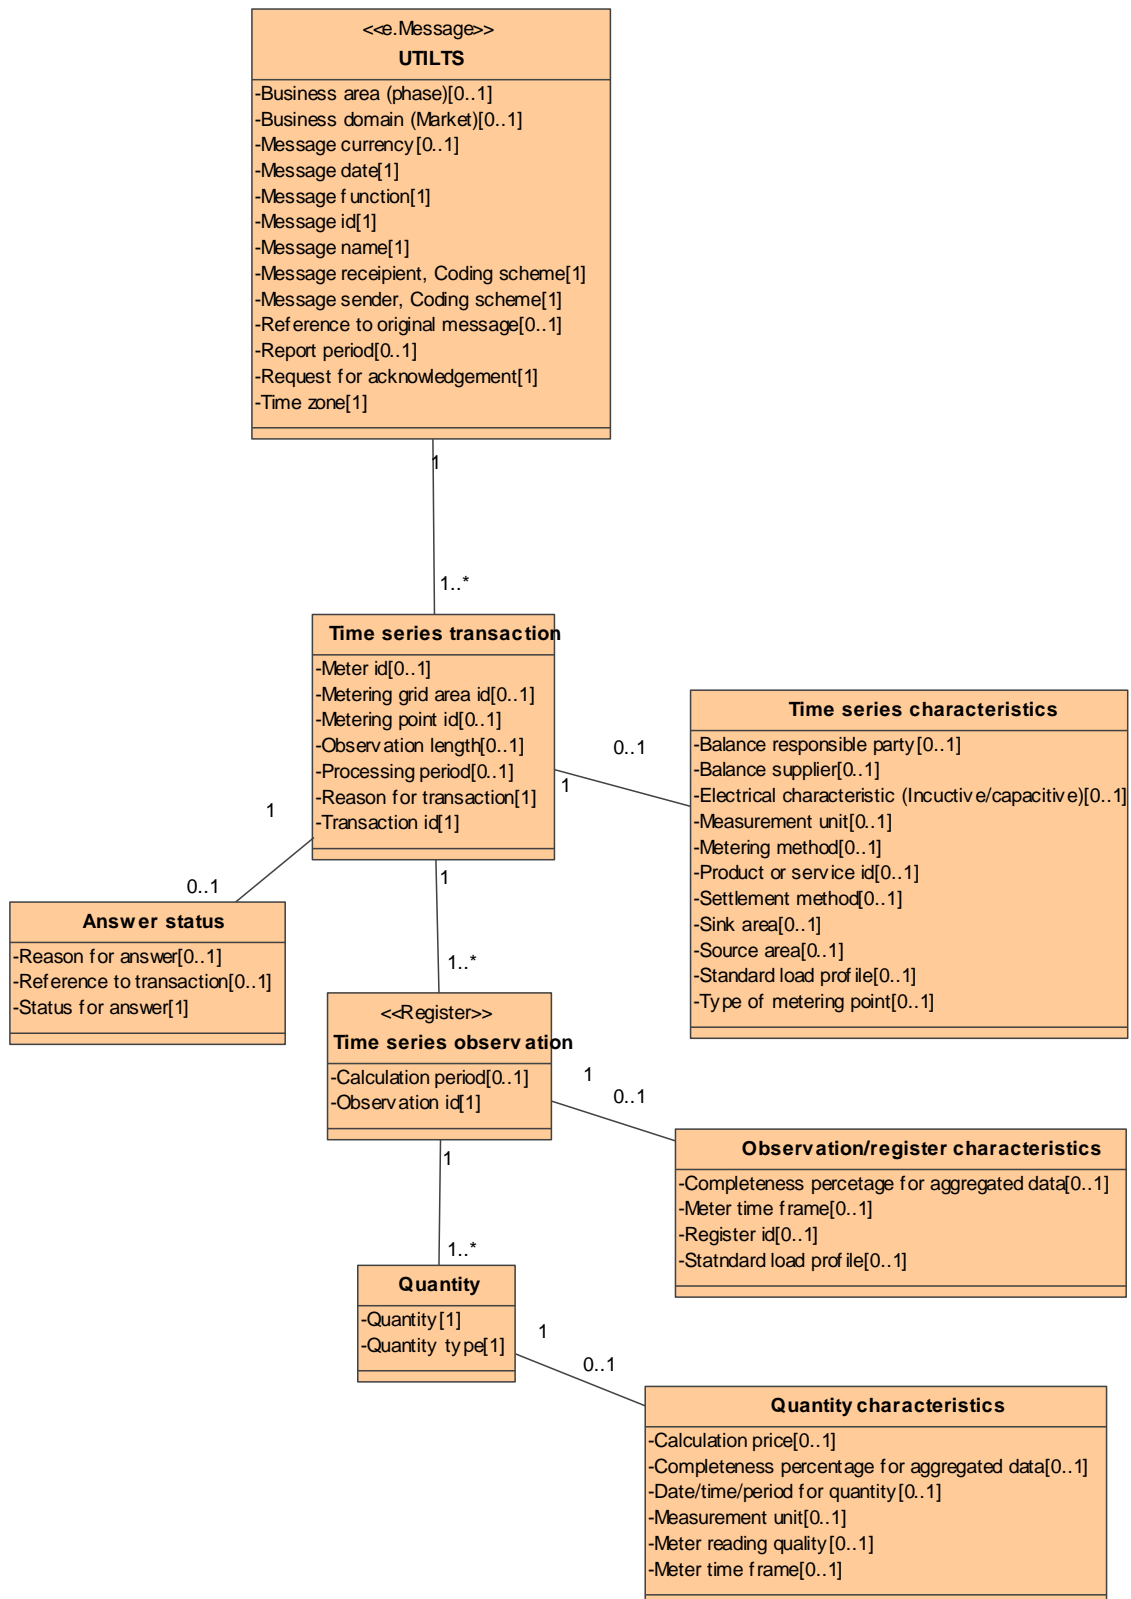 <<e.Message>>
UTILTS
-Business area (phase)[0..1]
-Business domain (Market)[0..1]
-Message currency[0..1]
-Message date[1]
-Message function[1]
-Message id[1]
-Message name[1]
-Message receipient, Coding scheme[1]
-Message sender, Coding scheme[1]
-Reference to original message[0..1]
-Report period[0..1]
-Request for acknowledgement[1]
-Time zone[1]
1
1..*
Time series transaction
-Meter id[0..1]
-Metering grid area id[0..1]
-Metering point id[0..1]
-Observation length[0..1]
-Processing period[0..1]
-Reason for transaction[1]
-Transaction id[1]
0..1
1
Time series characteristics
-Balance responsible party[0..1]
-Balance supplier[0..1]
-Electrical characteristic (Incuctive/capacitive)[0..1]
-Measurement unit[0..1]
-Metering method[0..1]
-Product or service id[0..1]
-Settlement method[0..1]
-Sink area[0..1]
-Source area[0..1]
-Standard load profile[0..1]
-Type of metering point[0..1]
1
0..1
Answer status
-Reason for answer[0..1]
-Reference to transaction[0..1]
-Status for answer[1]
1
1..*
<<Register>>
Time series observation
-Calculation period[0..1]
-Observation id[1]
1
0..1
Observation/register characteristics
-Completeness percetage for aggregated data[0..1]
-Meter time frame[0..1]
-Register id[0..1]
-Statndard load profile[0..1]
1
1..*
Quantity
-Quantity[1]
-Quantity type[1]
1
0..1
Quantity characteristics
-Calculation price[0..1]
-Completeness percentage for aggregated data[0..1]
-Date/time/period for quantity[0..1]
-Measurement unit[0..1]
-Meter reading quality[0..1]
-Meter time frame[0..1]